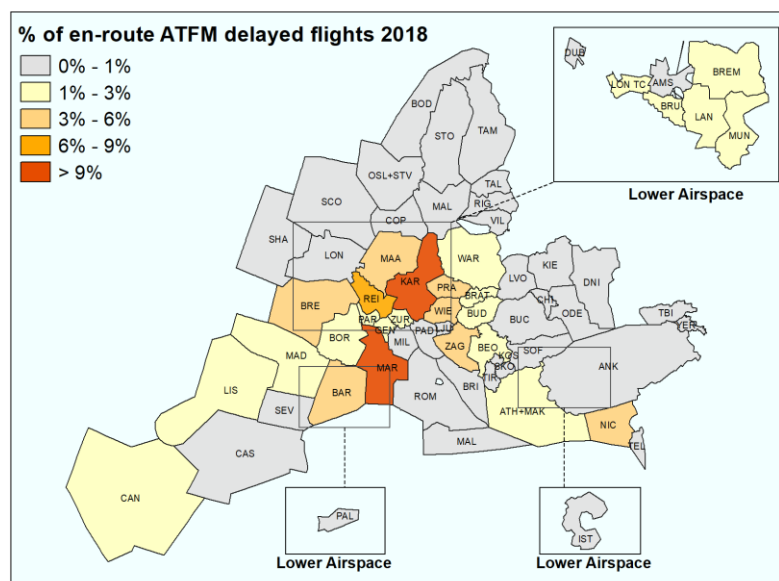 % of en-route ATFM delayed flights 2018
0% - 1%
1% - 3%
3% - 6%
6% - 9%
> 9%
DUB
LON TC
AMS
BREM
BRU
LAN
MUN
Lower Airspace
BOD
STO
TAM
OSL+STV
TAL
SCO
MAL
RIG
COP
VIL
SHA
LON
MAA
WAR
KAR
LVO
KIE
DNI
PRA
REI
BRAT
CHI
BRE
WIE
BUD
BUC
ODE
TBI
PAR
ZUR
GEN
PAD
LJU
YER
BOR
MIL
ZAG
BEO
SOF
MAD
KOS
SKO
ANK
MAR
TIR
LIS
BAR
ROM
BRI
SEV
ATH+MAK
NIC
MAL
TEL
CAS
CAN
PAL
Lower Airspace
IST
Lower Airspace